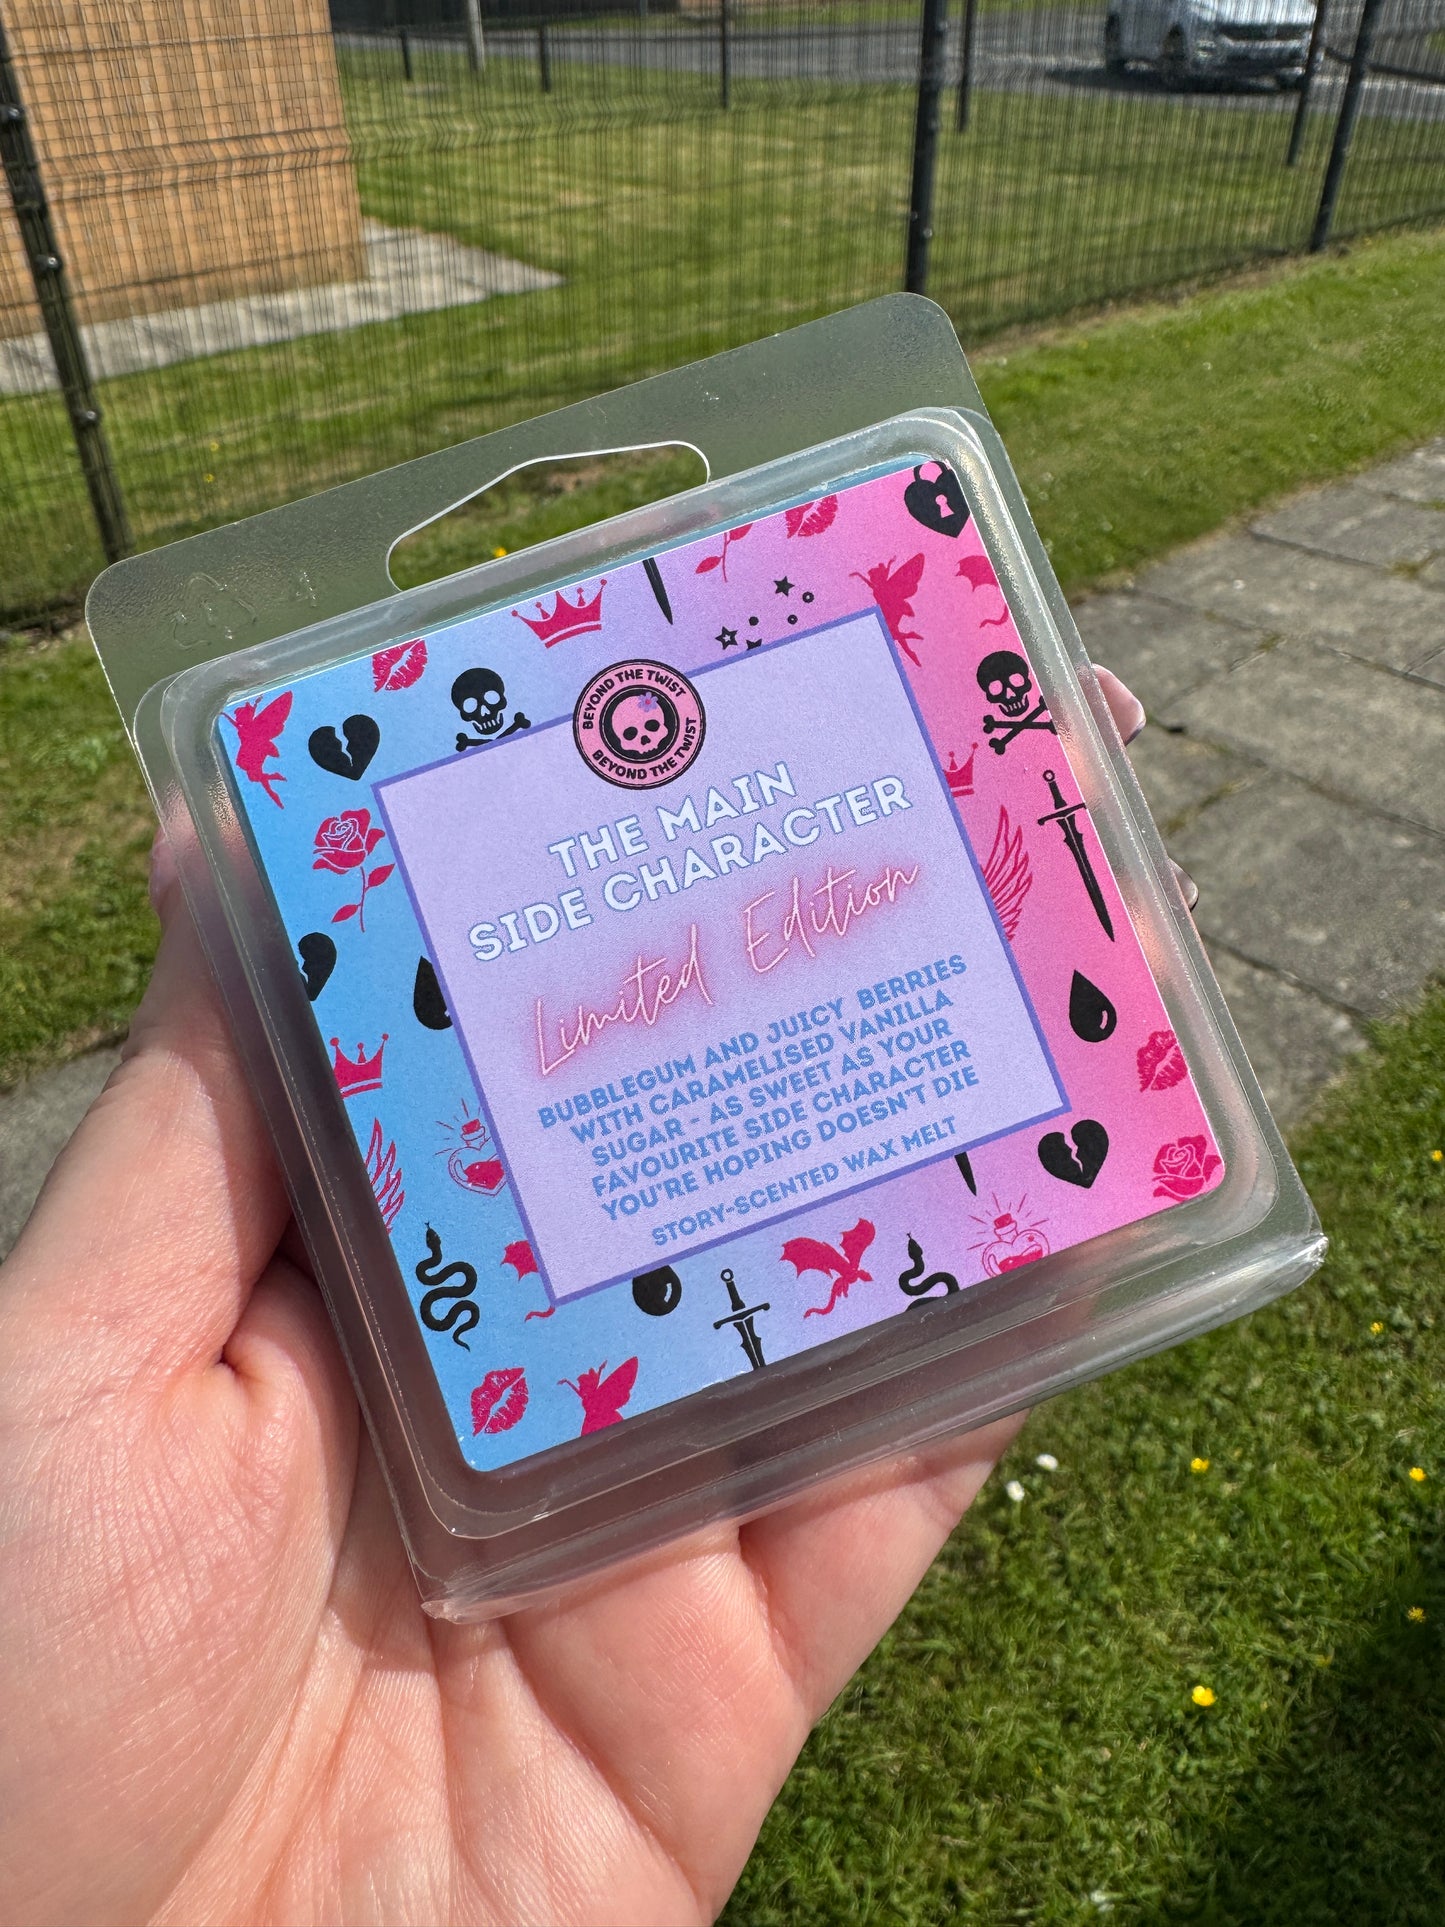 BEYOND THE TWIST
BEYOND THE TWIST
THE MAIN
SIDE CHARACTER
Limited Edition
BUBBLEGUM AND JUICY BERRIES
WITH CARAMELISED VANILLA
SUGAR - AS SWEET AS YOUR
FAVOURITE SIDE CHARACTER
YOU'RE HOPING DOESN'T DIE
STORY-SCENTED WAX MELT